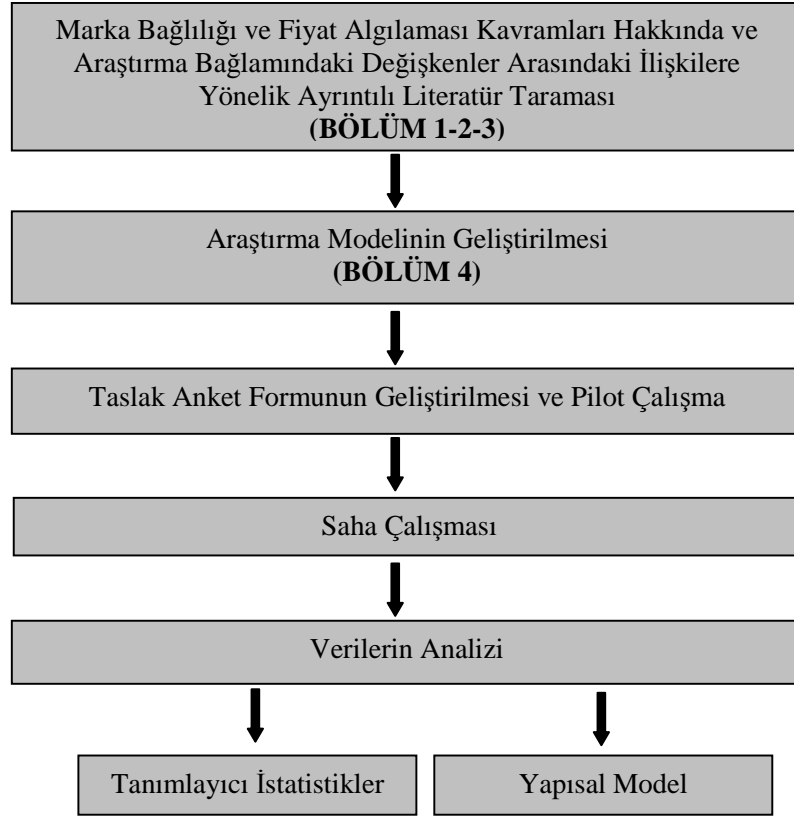 Marka Bağlılığı ve Fiyat Algılaması Kavramları Hakkında ve
Araştırma Bağlamındaki Değişkenler Arasındaki İlişkilere
Yönelik Ayrıntılı Literatür Taraması
(BÖLÜM 1-2-3)
Araştırma Modelinin Geliştirilmesi
(BÖLÜM 4)
Taslak Anket Formunun Geliştirilmesi ve Pilot Çalışma
Saha Çalışması
Verilerin Analizi
Tanımlayıcı İstatistikler
Yapısal Model